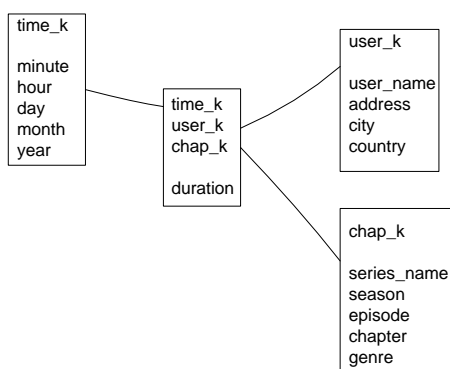 time_k
minute
hour
day
month
year
time_k
user_k
chap_k
duration
user_k
user_name
address
city
country
chap_k
series_name
season
episode
chapter
genre